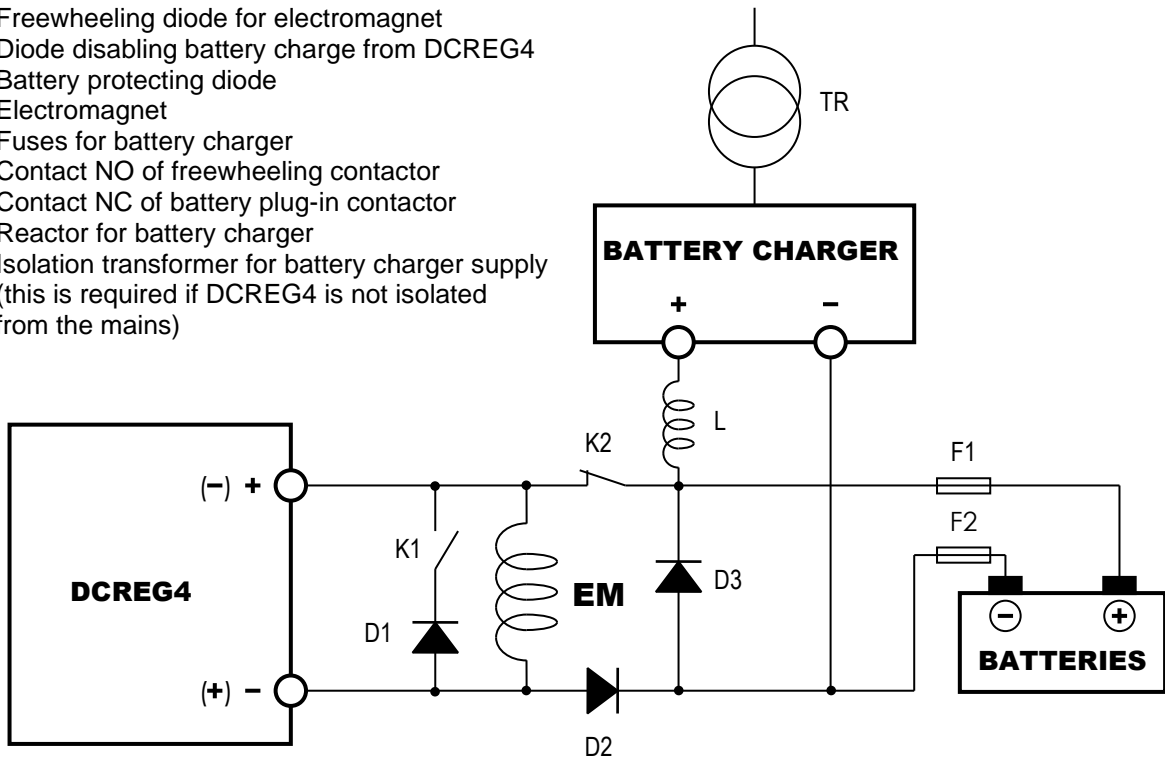 Freewheeling diode for electromagnet
Diode disabling battery charge from DCREG4
Battery protecting diode
Electromagnet
Fuses for battery charger
Contact NO of freewheeling contactor
Contact NC of battery plug-in contactor
Reactor for battery charger
Isolation transformer for battery charger supply
(this is required if DCREG4 is not isolated
from the mains)
TR
BATTERY CHARGER
+ −
L
K2
F1
(−) +
F2
K1
EM
D3
DCREG4
D1
− +
BATTERIES
(+) −
D2